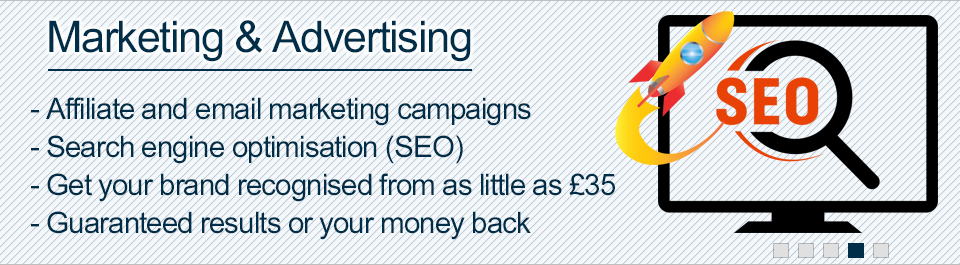 Marketing & Advertising
- Affiliate and email marketing campaigns
- Search engine optimisation (SEO)
- Get your brand recognised from as little as £35
- Guaranteed results or your money back
SEO